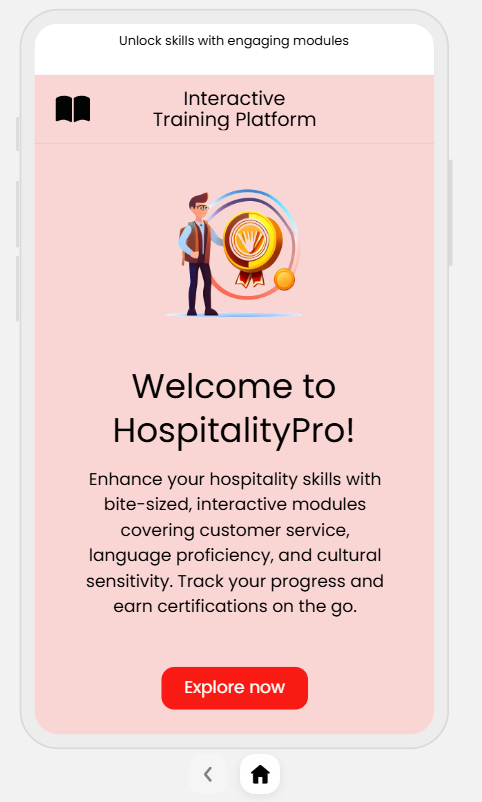 Unlock skills with engaging modules
Interactive
Training Platform
Welcome to
HospitalityPro!
Enhance your hospitality skills with
bite-sized, interactive modules
covering customer service,
language proficiency, and cultural
sensitivity. Track your progress and
earn certifications on the go.
Explore now